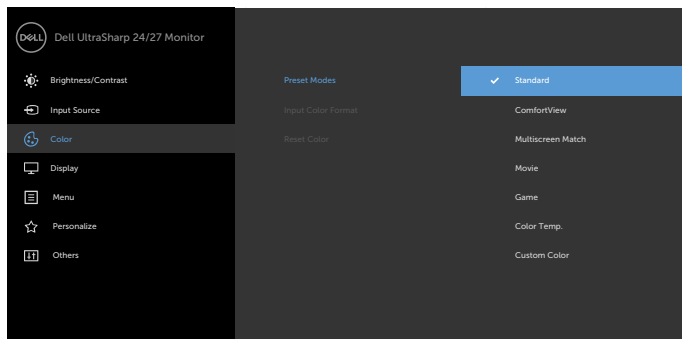 DELL Dell UltraSharp 24/27 Monitor
Brightness/Contrast Preset Modes Standard
Input Source Input Color Format ComfortView
Color Reset Color Multiscreen Match
Display Movie
Menu Game
Personalize Color Temp.
Others Custom Color